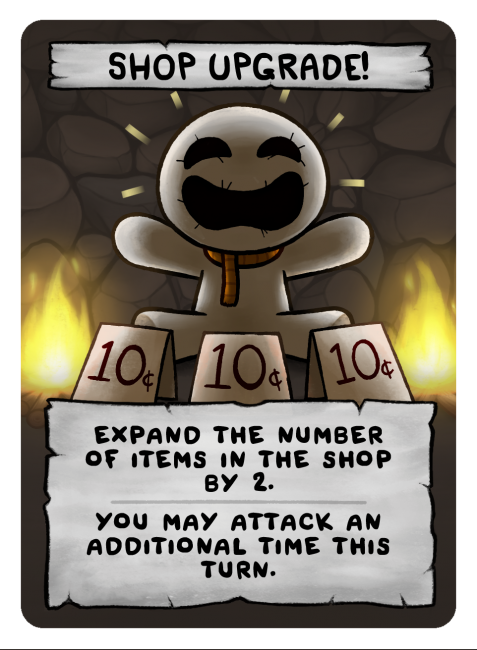 SHOP UPGRADE!
10¢ 10¢ 10¢
EXPAND THE NUMBER
OF ITEMS IN THE SHOP
BY 2.
YOU MAY ATTACK AN
ADDITIONAL TIME THIS
TURN.